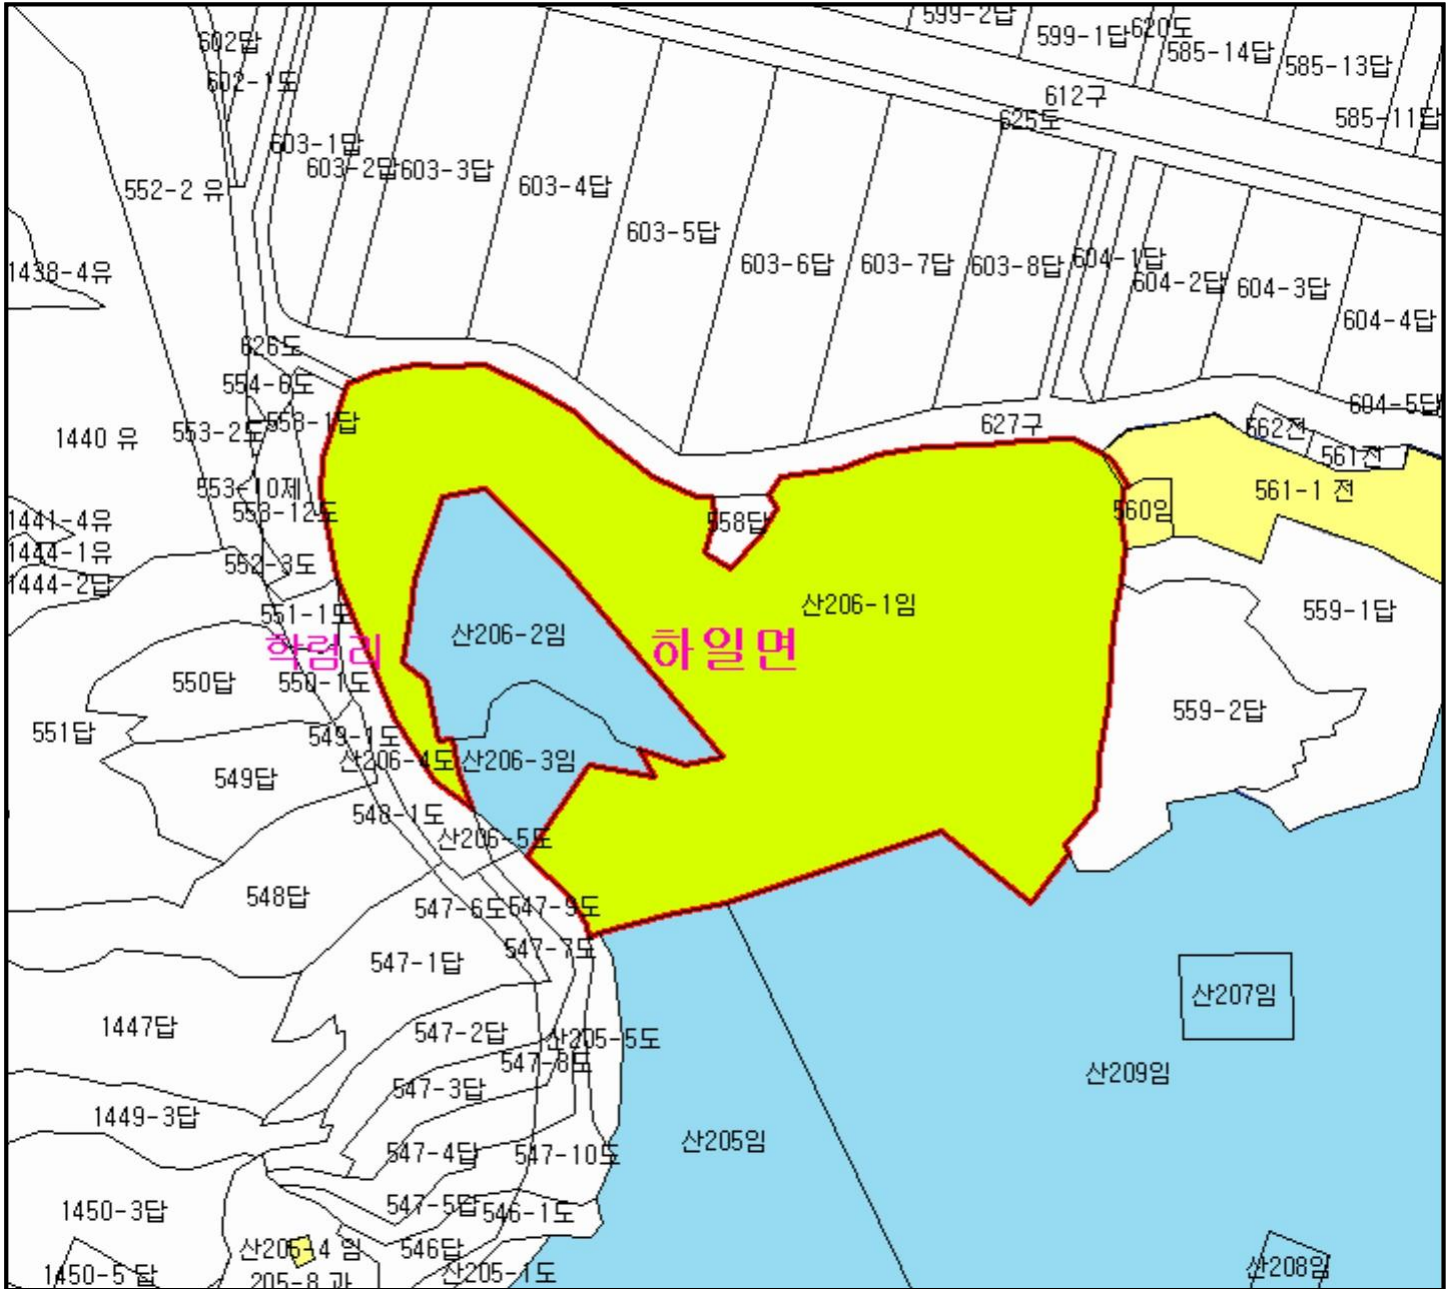 599-2답
620도
602답
599-1답
585-14답
585-13답
602-1도
612구
625도
585-11답
603-1답
603-2답
603-3답
603-4답
552-2 유
603-5답
603-6답
603-7답
603-8답
604-1답
604-2답
604-3답
1438-4유
604-4답
626도
554-6도
604-5답
558-1답
627구
562전
1440 유
553-2도
561전
553-10제
561-1 전
553-12도
558답
560임
1441-4유
1444-1유
552-3도
1444-2답
산206-1임
551-1도
559-1답
산206-2임
학림리
하일면
550답
550-1도
559-2답
551답
549-1도
산206-4도
산206-3임
549답
548-1도
산206-5도
548답
547-6도
547-9도
547-7도
547-1답
산207임
1447답
547-2답
산205-5도
547-8도
산209임
547-3답
1449-3답
산205임
547-4답
547-10도
547-5답
546-1도
1450-3답
546답
산205-4 임
산208임
1450-5 답
205-8 과
산205-1도